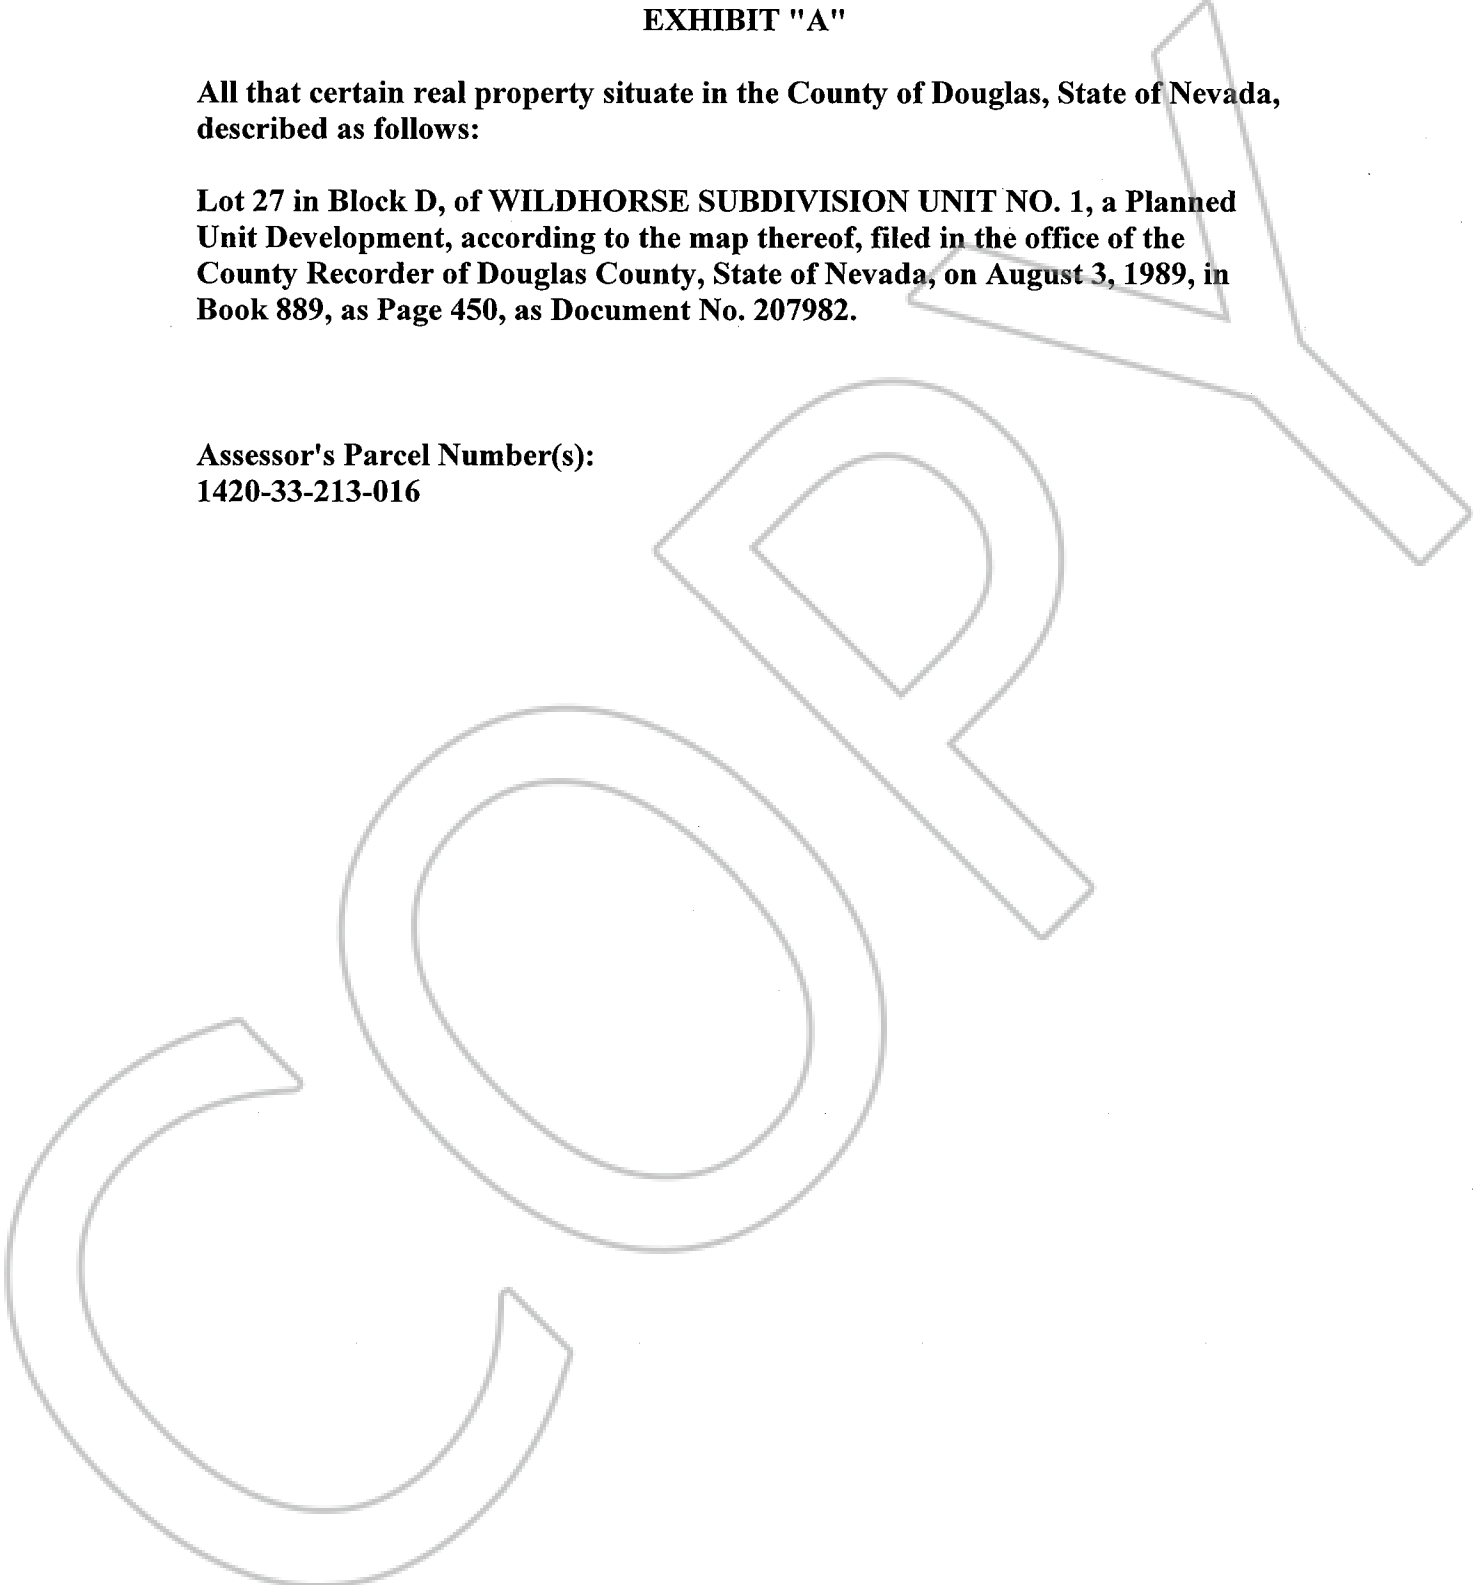 EXHIBIT "A"
All that certain real property situate in the County of Douglas, State of Nevada,
described as follows:
Lot 27 in Block D, of WILDHORSE SUBDIVISION UNIT NO. 1, a Planned
Unit Development, according to the map thereof, filed in the office of the
County Recorder of Douglas County, State of Nevada, on August 3, 1989, in
Book 889, as Page 450, as Document No. 207982.
Assessor's Parcel Number(s):
1420-33-213-016
COPY